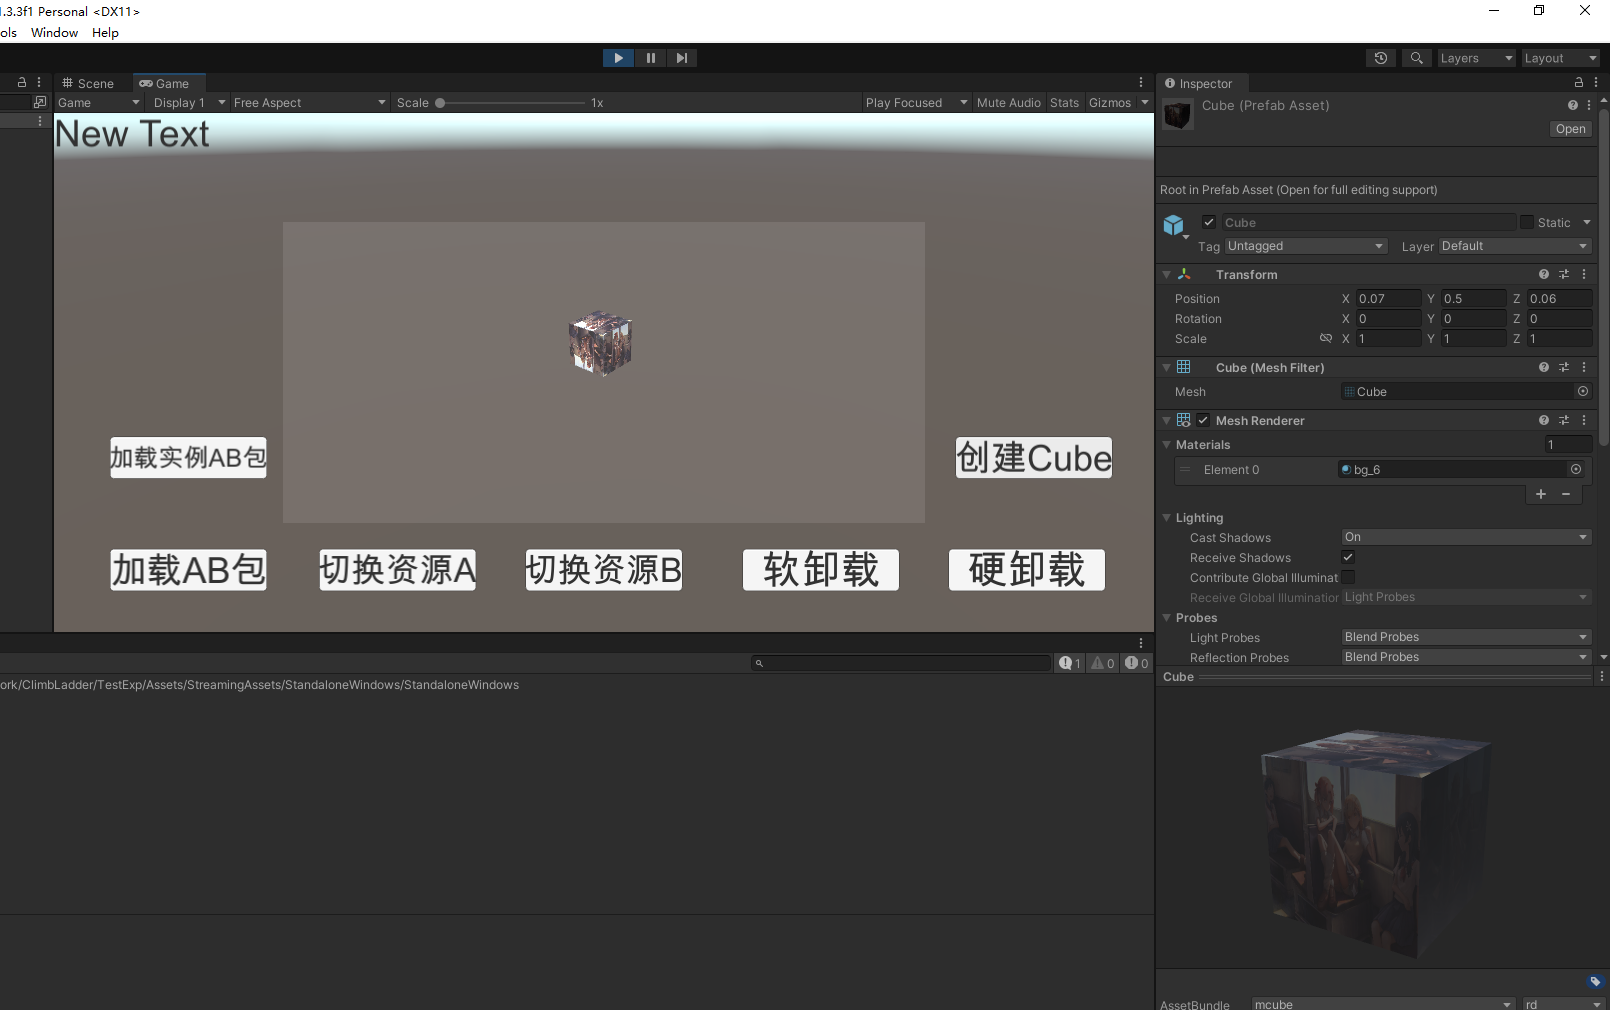 1.3.3f1 Personal <DX11>
ols Window Help
Layers Layout
Scene Game
Game Display 1 Free Aspect Scale 1x Play Focused Mute Audio Stats Gizmos
New Text
加载实例AB包
创建Cube
加载AB包 切换资源A 切换资源B 软卸载 硬卸载
1 0 0
ork/ClimbLadder/TestExp/Assets/StreamingAssets/StandaloneWindows/StandaloneWindows
Inspector
Cube (Prefab Asset)
Open
Root in Prefab Asset (Open for full editing support)
Cube Static
Tag Untagged Layer Default
Transform
Position X 0.07 Y 0.5 Z 0.06
Rotation X 0 Y 0 Z 0
Scale X 1 Y 1 Z 1
Cube (Mesh Filter)
Mesh Cube
Mesh Renderer
Materials 1
Element 0 bg_6
+ −
Lighting
Cast Shadows On
Receive Shadows
Contribute Global Illuminat
Receive Global Illumination Light Probes
Probes
Light Probes Blend Probes
Reflection Probes Blend Probes
Cube
AssetBundle mcube rd